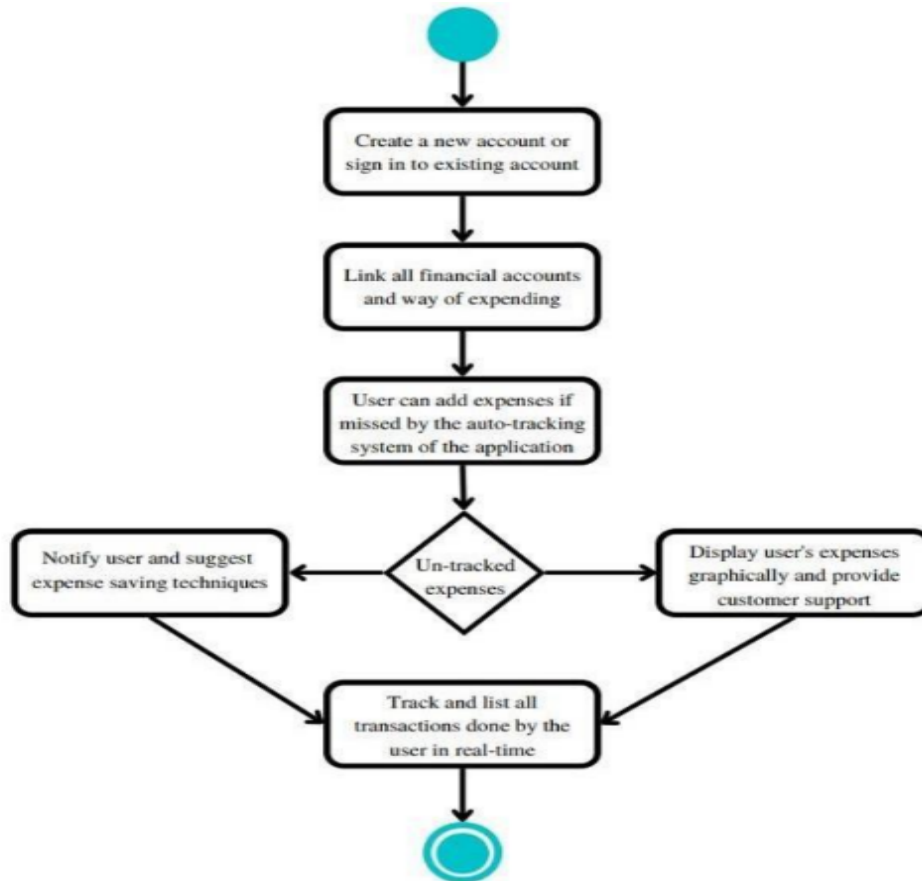 Create a new account or
sign in to existing account
Link all financial accounts
and way of expending
User can add expenses if
missed by the auto-tracking
system of the application
Un-tracked
expenses
Notify user and suggest
expense saving techniques
Display user's expenses
graphically and provide
customer support
Track and list all
transactions done by the
user in real-time